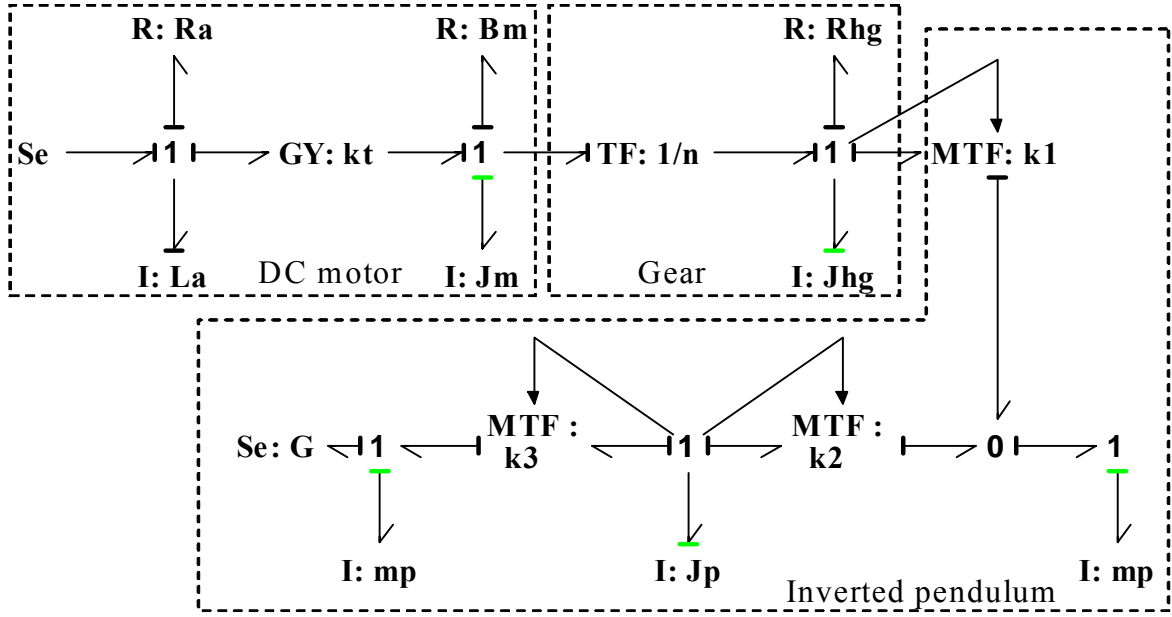 R: Ra R: Bm R: Rhg
Se 1 GY: kt 1 TF: 1/n 1 MTF: k1
I: La DC motor I: Jm Gear I: Jhg
MTF : MTF :
Se: G 1 k3 1 k2 0 1
I: mp I: Jp I: mp
Inverted pendulum